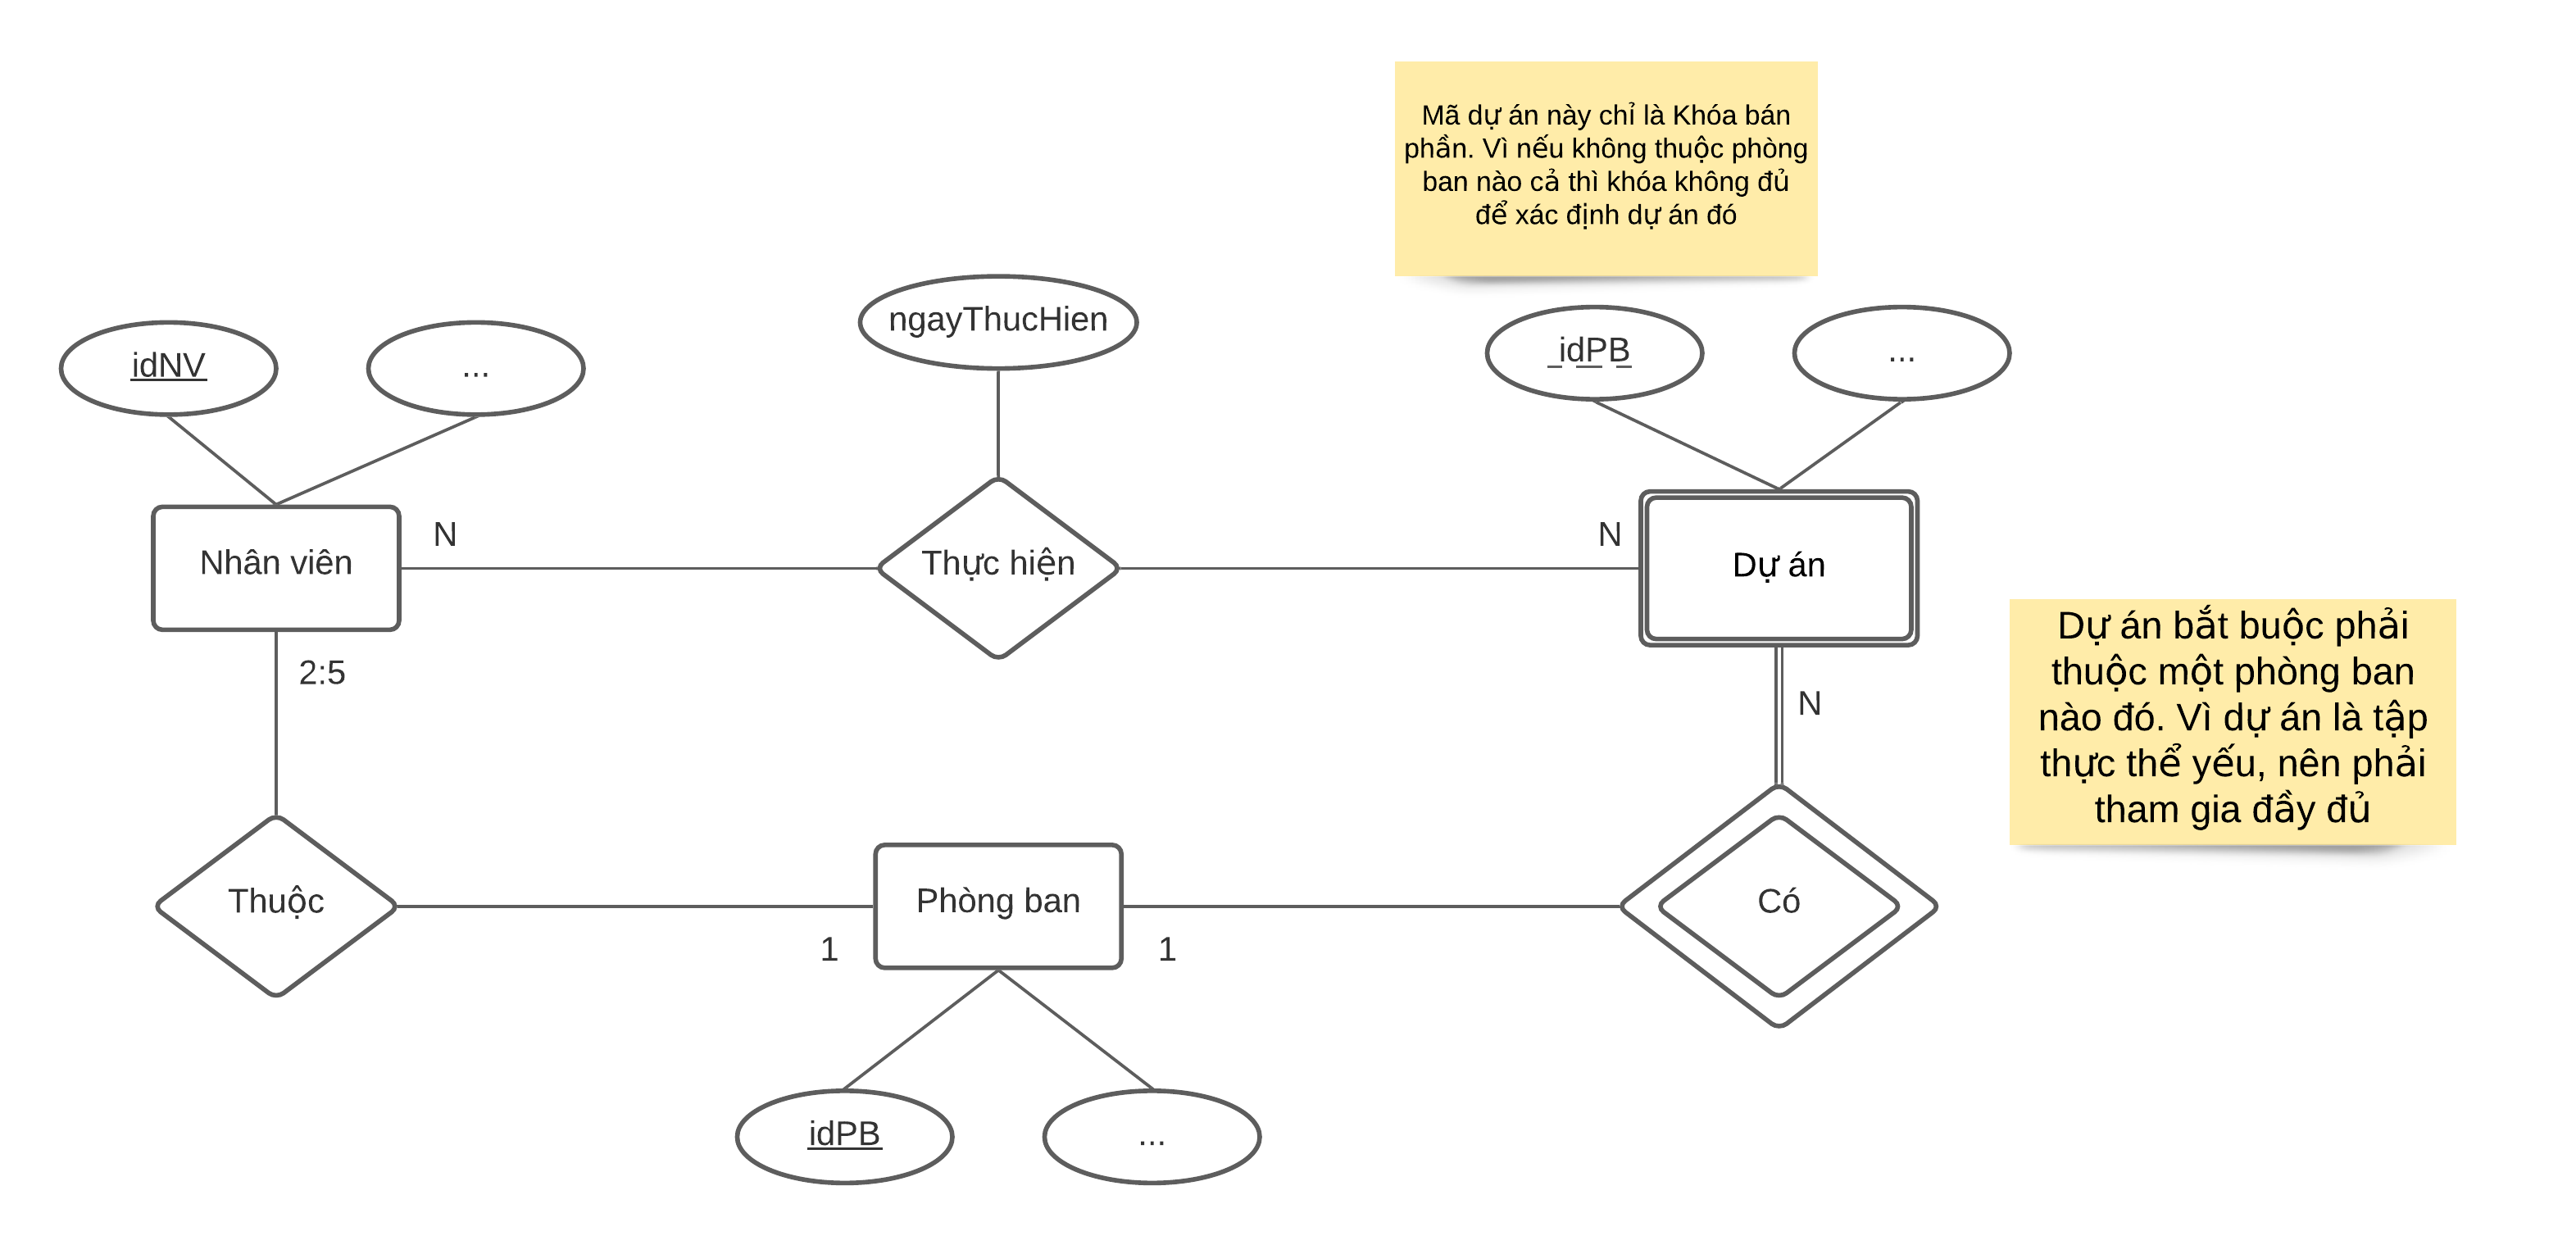 Mã dự án này chỉ là Khóa bán
phần. Vì nếu không thuộc phòng
ban nào cả thì khóa không đủ
để xác định dự án đó
ngayThucHien
idNV
...
idPB
...
N
N
Nhân viên
Thực hiện
Dự án
Dự án bắt buộc phải
thuộc một phòng ban
nào đó. Vì dự án là tập
thực thể yếu, nên phải
tham gia đầy đủ
2:5
N
Thuộc
Phòng ban
Có
1
1
idPB
...